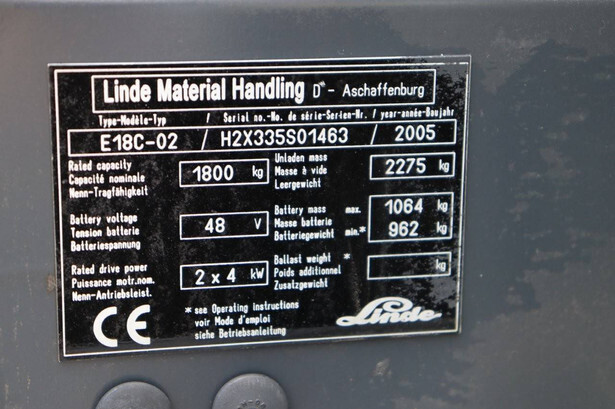 Linde Material Handling D* - Aschaffenburg
Type-Modèle-Typ / Serial no.-No. de série-Serien-Nr. / year-année-Baujahr
E18C-02 / H2X335S01463 / 2005
Rated capacity
Capacité nominale
Nenn-Tragfähigkeit
1800 kg
Unladen mass
Masse à vide
Leergewicht
2275 kg
Battery voltage
Tension batterie
Batteriespannung
48 V
Battery mass max. 1064 kg
Masse batterie
Batteriegewicht min.* 962 kg
Rated drive power
Puissance motr.nom.
Nenn-Antriebsleist.
2 x 4 kW
Ballast weight *
Poids additionnel
Zusatzgewicht
kg
CE
* see Operating instructions
voir Mode d'emploi
siehe Betriebsanleitung
Linde